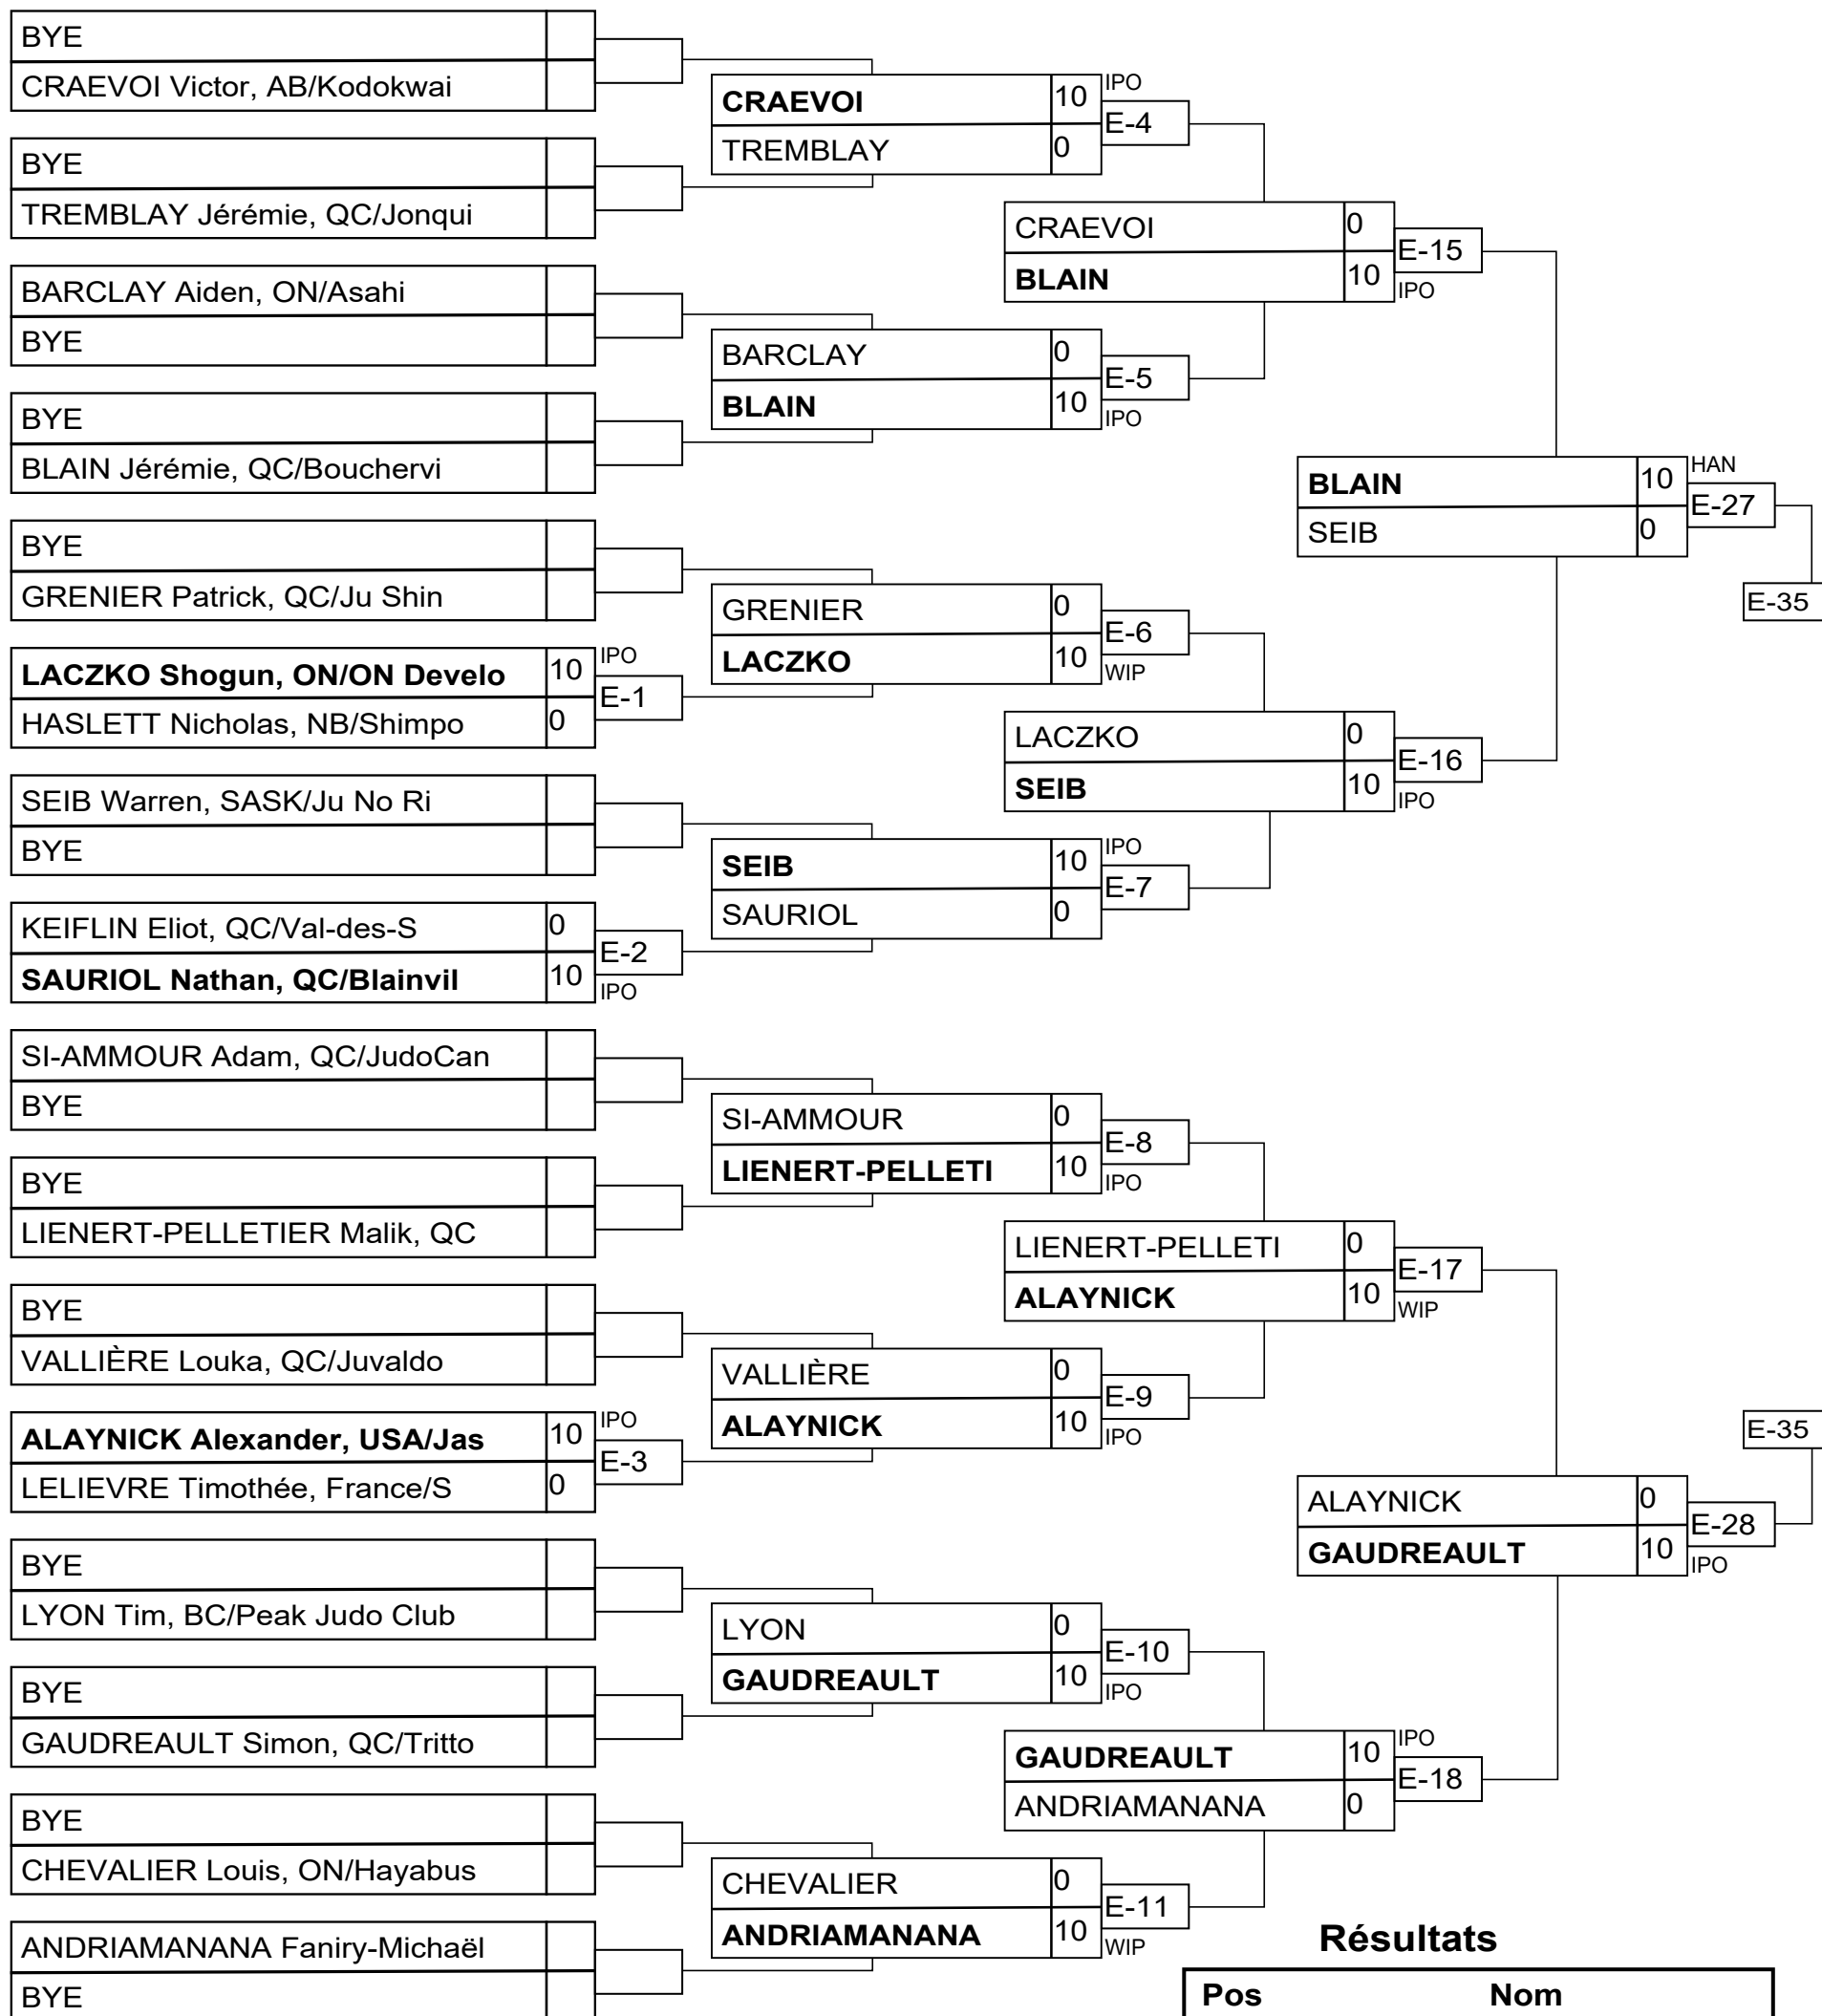 BYE
CRAEVOI Victor, AB/Kodokwai
BYE
TREMBLAY Jérémie, QC/Jonqui
BARCLAY Aiden, ON/Asahi
BYE
BYE
BLAIN Jérémie, QC/Bouchervi
BYE
GRENIER Patrick, QC/Ju Shin
LACZKO Shogun, ON/ON Develo 10 IPO
E-1
HASLETT Nicholas, NB/Shimpo 0
SEIB Warren, SASK/Ju No Ri
BYE
KEIFLIN Eliot, QC/Val-des-S 0
E-2
SAURIOL Nathan, QC/Blainvil 10 IPO
SI-AMMOUR Adam, QC/JudoCan
BYE
BYE
LIENERT-PELLETIER Malik, QC
BYE
VALLIÈRE Louka, QC/Juvaldo
ALAYNICK Alexander, USA/Jas 10 IPO
E-3
LELIEVRE Timothée, France/S 0
BYE
LYON Tim, BC/Peak Judo Club
BYE
GAUDREAULT Simon, QC/Tritto
BYE
CHEVALIER Louis, ON/Hayabus
ANDRIAMANANA Faniry-Michaël
BYE
CRAEVOI 10 IPO
E-4
TREMBLAY 0
BARCLAY 0
E-5
BLAIN 10 IPO
GRENIER 0
E-6
LACZKO 10 WIP
SEIB 10 IPO
E-7
SAURIOL 0
SI-AMMOUR 0
E-8
LIENERT-PELLETI 10 IPO
VALLIÈRE 0
E-9
ALAYNICK 10 IPO
LYON 0
E-10
GAUDREAULT 10 IPO
CHEVALIER 0
E-11
ANDRIAMANANA 10 WIP
CRAEVOI 0
E-15
BLAIN 10 IPO
LACZKO 0
E-16
SEIB 10 IPO
LIENERT-PELLETI 0
E-17
ALAYNICK 10 WIP
GAUDREAULT 10 IPO
E-18
ANDRIAMANANA 0
BLAIN 10 HAN
E-27
SEIB 0
E-35
E-35
ALAYNICK 0
E-28
GAUDREAULT 10 IPO
Résultats
Pos Nom